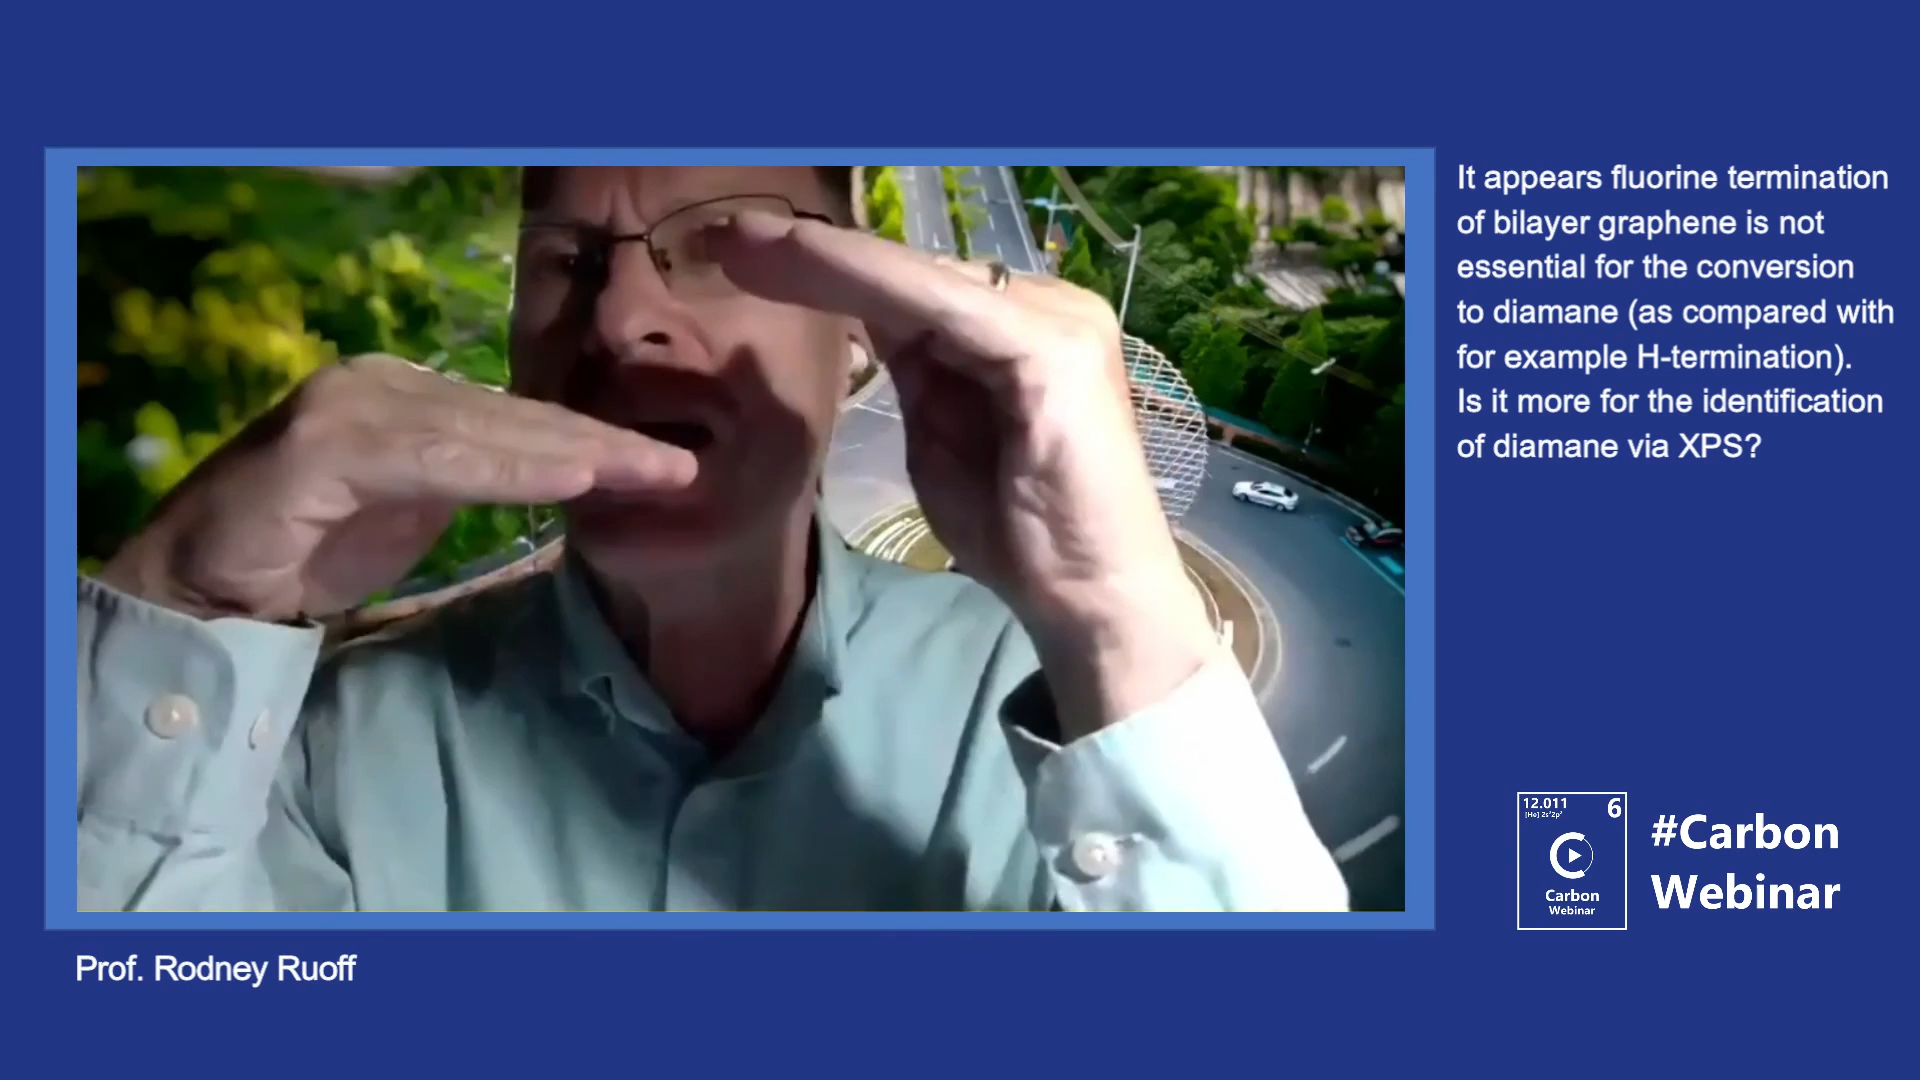 It appears fluorine termination
of bilayer graphene is not
essential for the conversion
to diamane (as compared with
for example H-termination).
Is it more for the identification
of diamane via XPS?
12.011
6
[He] 2s²2p²
Carbon
Webinar
#Carbon
Webinar
Prof. Rodney Ruoff